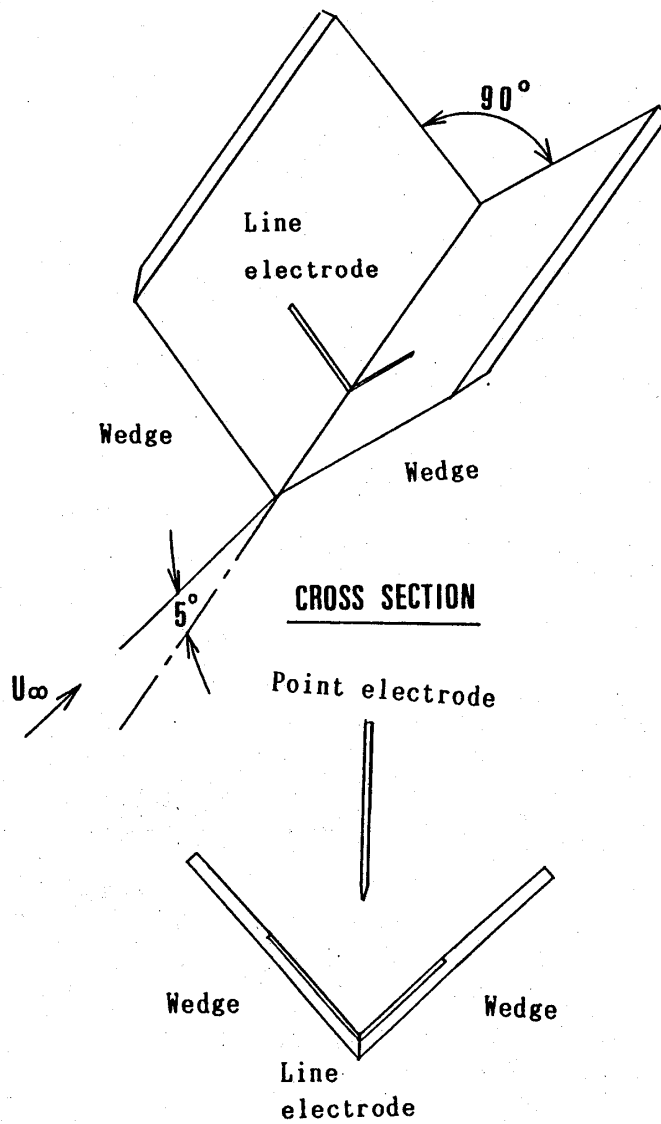 90°
Line
electrode
Wedge
Wedge
5°
CROSS SECTION
U∞
Point electrode
Wedge
Wedge
Line
electrode